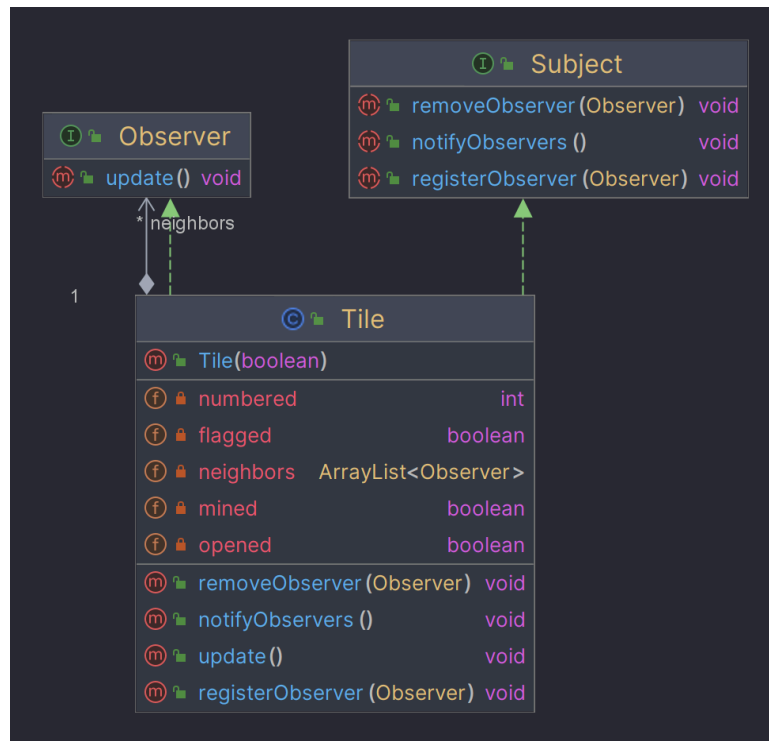 Subject
removeObserver(Observer) void
notifyObservers () void
registerObserver(Observer) void
Observer
update() void
* neighbors
1
Tile
Tile(boolean)
numbered int
flagged boolean
neighbors ArrayList<Observer>
mined boolean
opened boolean
removeObserver(Observer) void
notifyObservers () void
update() void
registerObserver(Observer) void